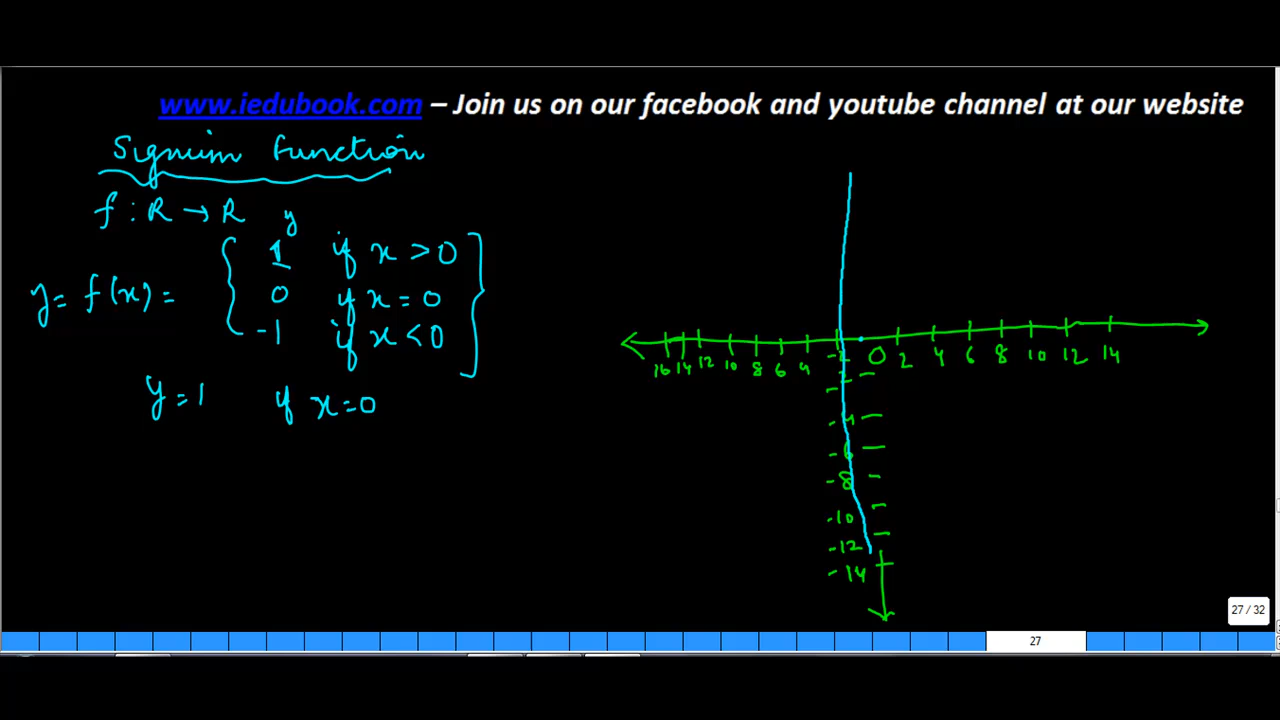 www.iedubook.com – Join us on our facebook and youtube channel at our website
Signum Function
f : R → R
y
1 if x > 0
y = f(x) = 0 if x = 0
-1 if x < 0
y = 1 if x = 0
16 14 12 10 8 6 4 0 2 4 6 8 10 12 14
-4
-6
-8
-10
-12
-14
27 / 32
27